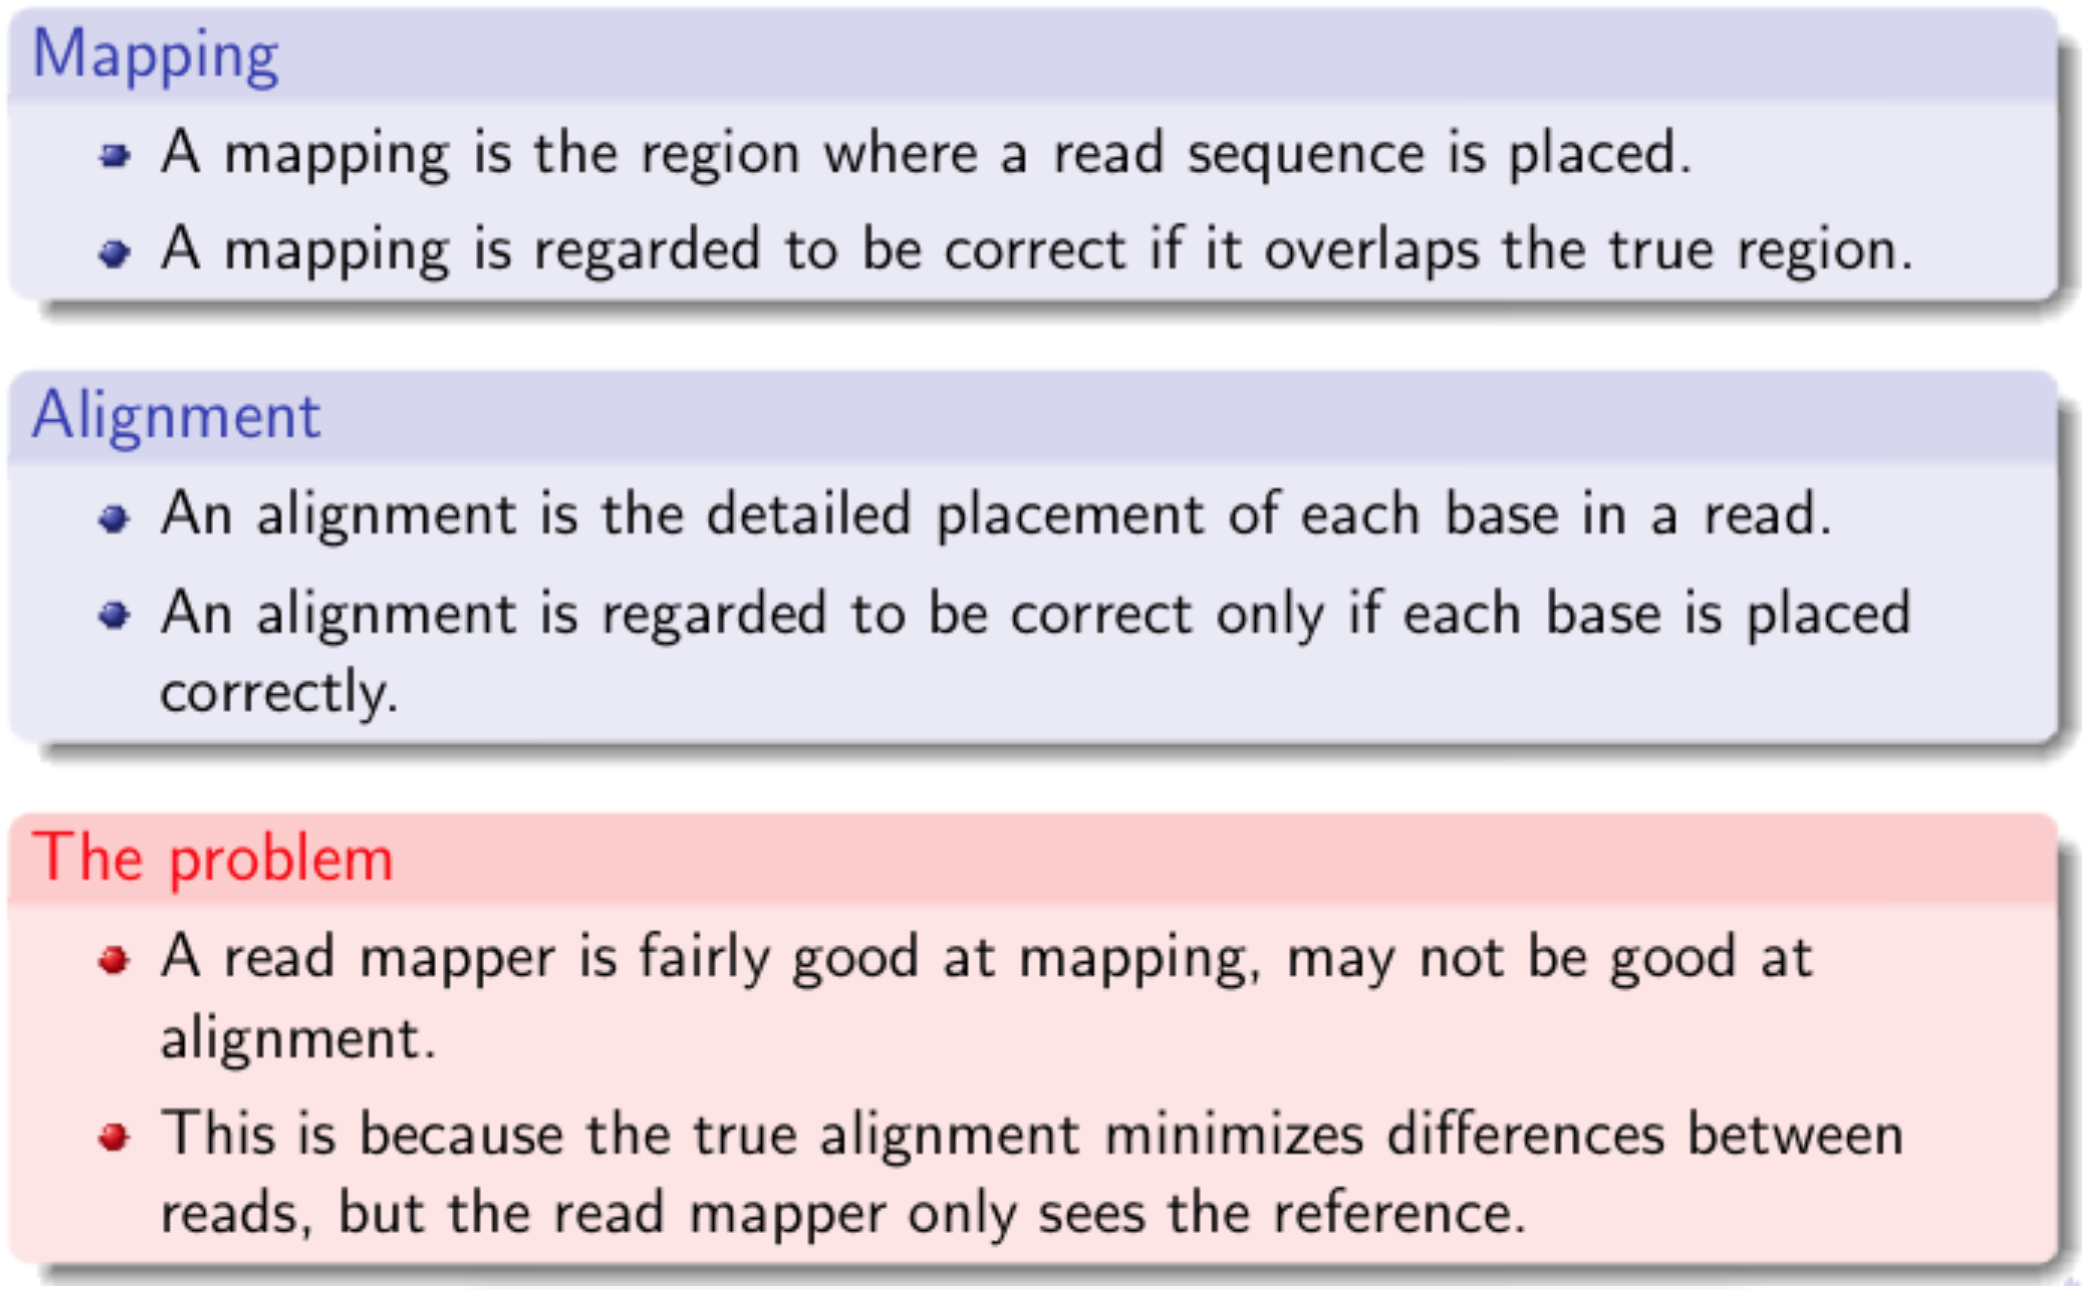 Mapping
A mapping is the region where a read sequence is placed.
A mapping is regarded to be correct if it overlaps the true region.
Alignment
An alignment is the detailed placement of each base in a read.
An alignment is regarded to be correct only if each base is placed
correctly.
The problem
A read mapper is fairly good at mapping, may not be good at
alignment.
This is because the true alignment minimizes differences between
reads, but the read mapper only sees the reference.